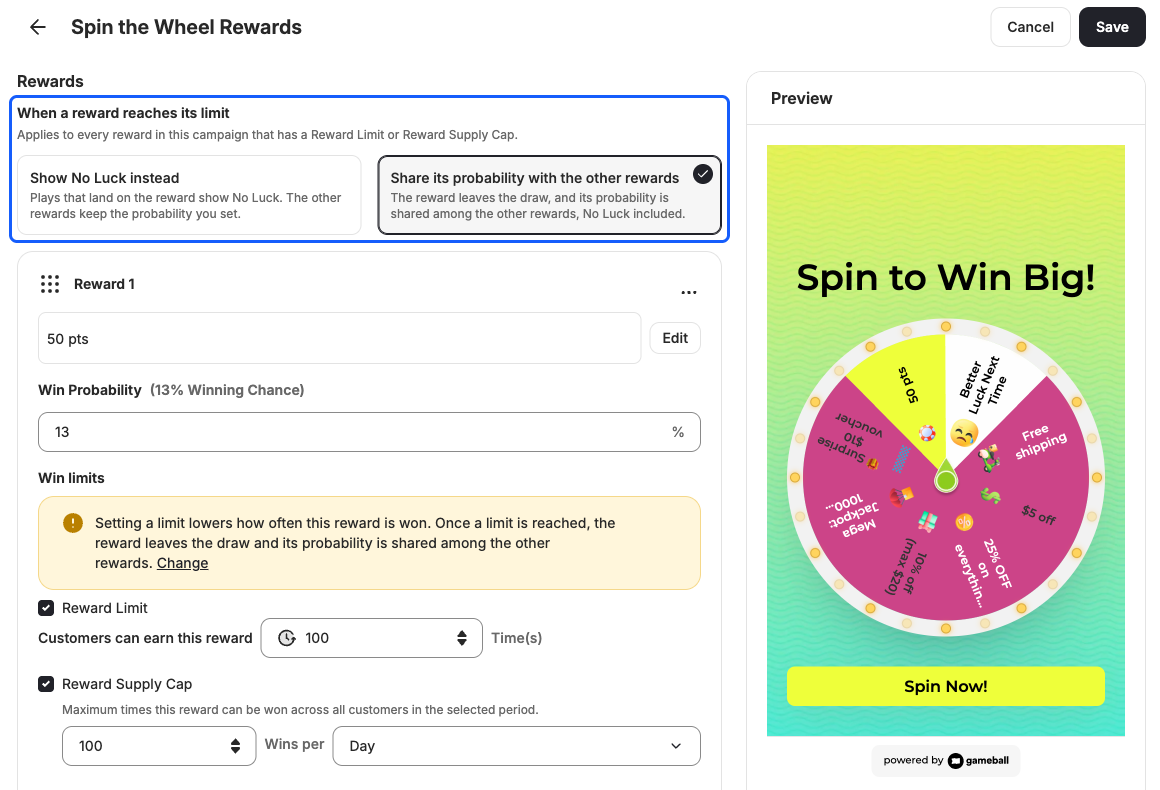 Spin the Wheel Rewards
Cancel
Save
Rewards
When a reward reaches its limit
Applies to every reward in this campaign that has a Reward Limit or Reward Supply Cap.
Show No Luck instead
Plays that land on the reward show No Luck. The other
rewards keep the probability you set.
Share its probability with the other rewards
The reward leaves the draw, and its probability is
shared among the other rewards, No Luck included.
Reward 1
...
50 pts
Edit
Win Probability (13% Winning Chance)
13
%
Win limits
Setting a limit lowers how often this reward is won. Once a limit is reached, the
reward leaves the draw and its probability is shared among the other
rewards. Change
Reward Limit
Customers can earn this reward
100
Time(s)
Reward Supply Cap
Maximum times this reward can be won across all customers in the selected period.
100
Wins per
Day
Preview
Spin to Win Big!
50 pts
Better
Luck Next
Time
Free
shipping
$5 off
25% OFF
on
everythin...
10% off
(max $20)
Mega
Jackpot:
1000...
Surprise
$10
voucher
Spin Now!
powered by gameball